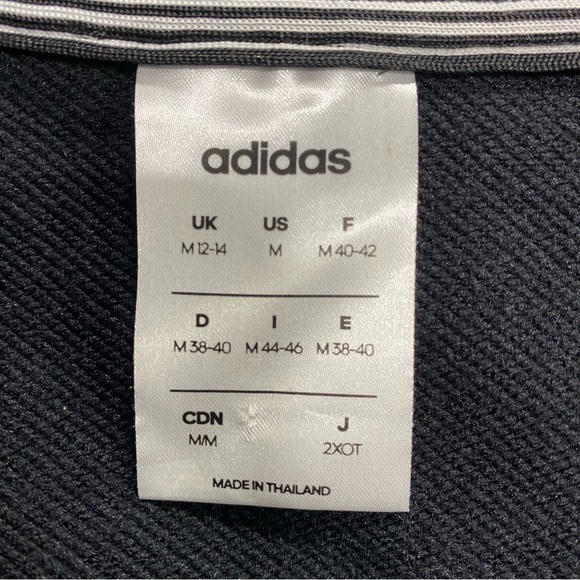 adidas
UK US F
M 12-14 M M 40-42
D I E
M 38-40 M 44-46 M 38-40
CDN J
M/M 2XOT
MADE IN THAILAND